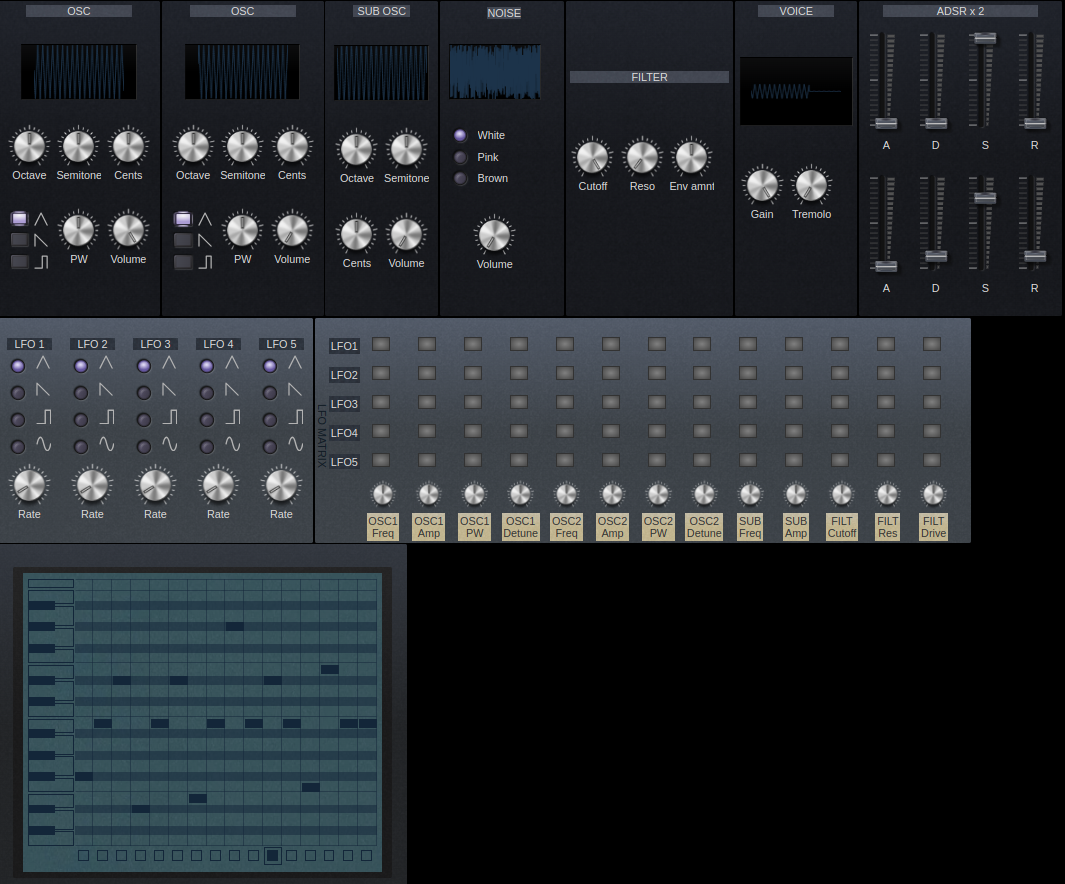 OSC
OSC
SUB OSC
NOISE
VOICE
ADSR x 2
FILTER
White
Pink
Brown
A D S R
Octave Semitone Cents
Octave Semitone Cents
Octave Semitone
Cutoff Reso Env amnt
Gain Tremolo
PW Volume
PW Volume
Cents Volume
Volume
A D S R
LFO 1 LFO 2 LFO 3 LFO 4 LFO 5
Rate Rate Rate Rate Rate
LFO MATRIX
LFO1
LFO2
LFO3
LFO4
LFO5
OSC1 OSC1 OSC1 OSC1 OSC2 OSC2 OSC2 OSC2 SUB SUB FILT FILT FILT
Freq Amp PW Detune Freq Amp PW Detune Freq Amp Cutoff Res Drive